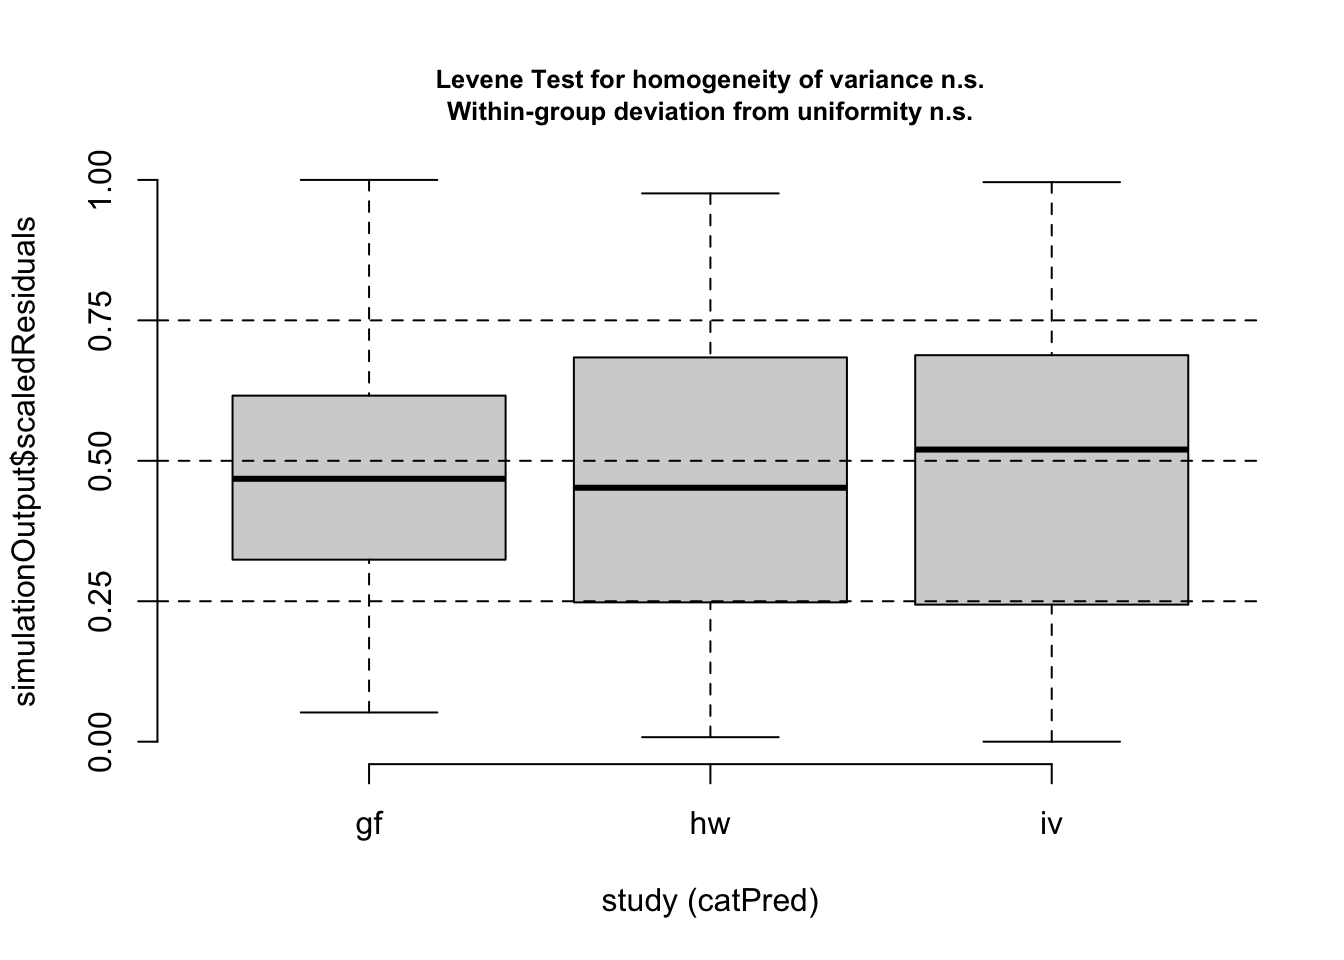 Levene Test for homogeneity of variance n.s.
Within-group deviation from uniformity n.s.
simulationOutput$scaledResiduals
1.00
0.75
0.50
0.25
0.00
gf hw iv
study (catPred)